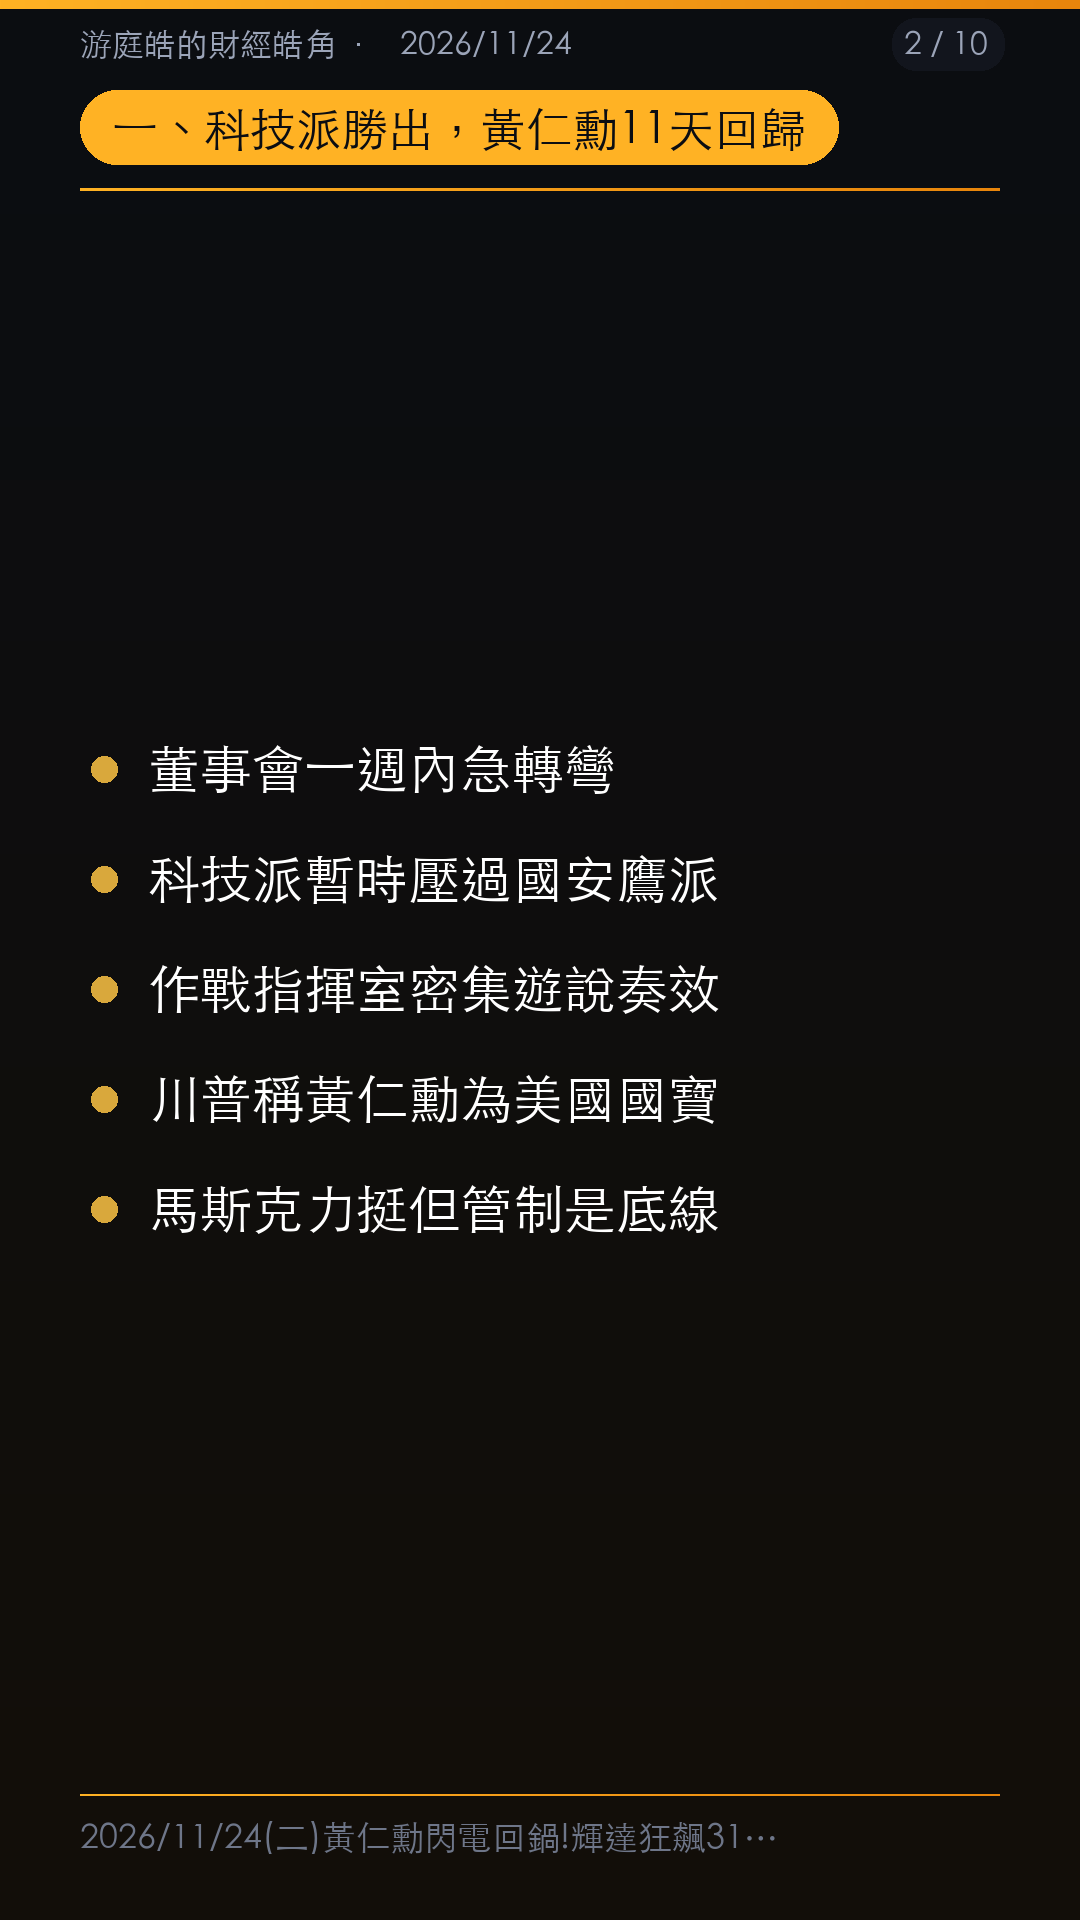 游庭皓的財經皓角 · 2026/11/24
2 / 10
一、科技派勝出，黃仁勳11天回歸
董事會一週內急轉彎
科技派暫時壓過國安鷹派
作戰指揮室密集遊說奏效
川普稱黃仁勳為美國國寶
馬斯克力挺但管制是底線
2026/11/24(二)黃仁勳閃電回鍋!輝達狂飆31⋯